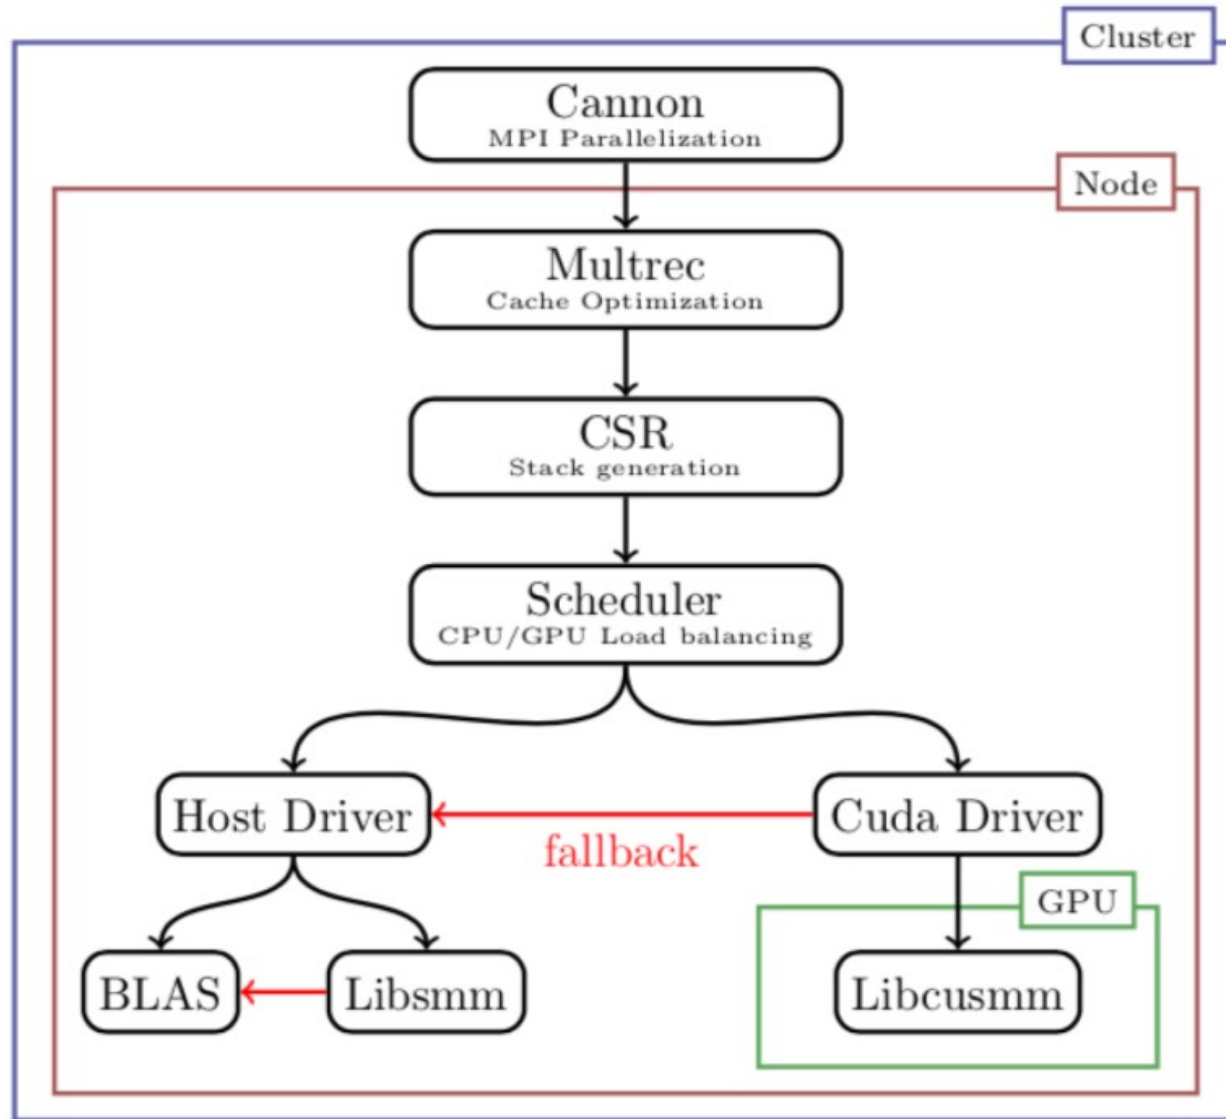 Cluster
Cannon
MPI Parallelization
Node
Multrec
Cache Optimization
CSR
Stack generation
Scheduler
CPU/GPU Load balancing
Host Driver
fallback
Cuda Driver
GPU
BLAS
Libsmm
Libcusmm